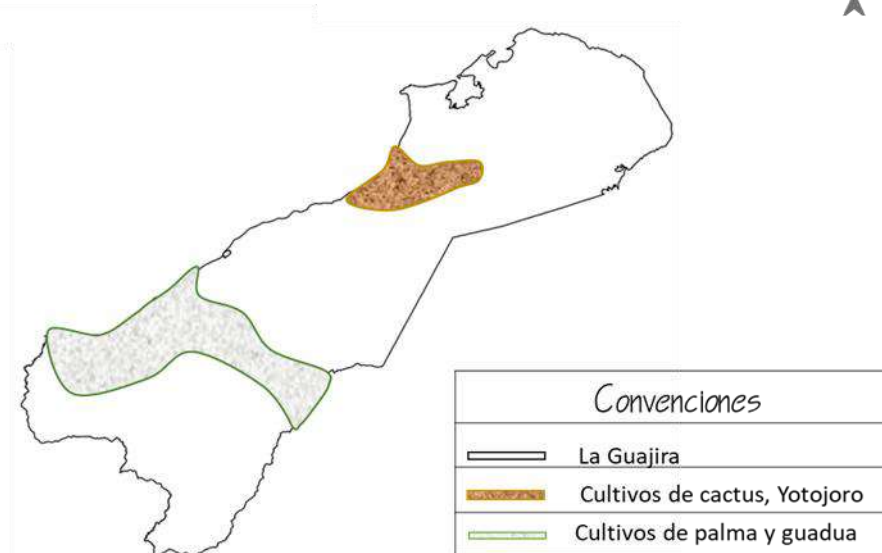 Convenciones
La Guajira
Cultivos de cactus, Yotojoro
Cultivos de palma y guadua